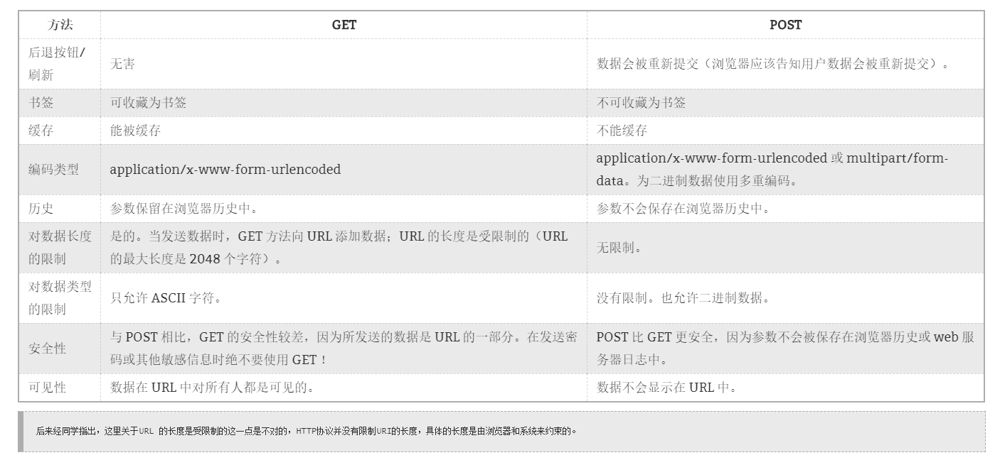 方法 GET POST
后退按钮/
刷新
无害
数据会被重新提交（浏览器应该告知用户数据会被重新提交）。
书签 可收藏为书签 不可收藏为书签
缓存 能被缓存 不能缓存
编码类型
application/x-www-form-urlencoded
application/x-www-form-urlencoded 或 multipart/form-
data。为二进制数据使用多重编码。
历史 参数保留在浏览器历史中。 参数不会保存在浏览器历史中。
对数据长度
的限制
是的。当发送数据时，GET 方法向 URL 添加数据；URL 的长度是受限制的（URL
的最大长度是 2048 个字符）。
无限制。
对数据类型
的限制
只允许 ASCII 字符。
没有限制。也允许二进制数据。
安全性
与 POST 相比，GET 的安全性较差，因为所发送的数据是 URL 的一部分。在发送密
码或其他敏感信息时绝不要使用 GET ！
POST 比 GET 更安全，因为参数不会被保存在浏览器历史或 web 服
务器日志中。
可见性 数据在 URL 中对所有人都是可见的。 数据不会显示在 URL 中。
后来经同学指出，这里关于URL 的长度是受限制的这一点是不对的，HTTP协议并没有限制URI的长度，具体的长度是由浏览器和系统来约束的。